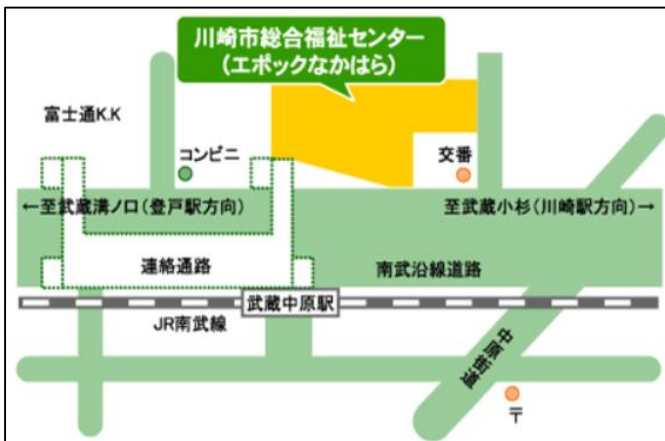 川崎市総合福祉センター
(エポックなかはら)
富士通K.K
コンビニ
交番
←至武蔵溝ノ口(登戸駅方向)
至武蔵小杉(川崎駅方向)→
連絡通路
南武沿線道路
武蔵中原駅
JR南武線
中原街道
〒